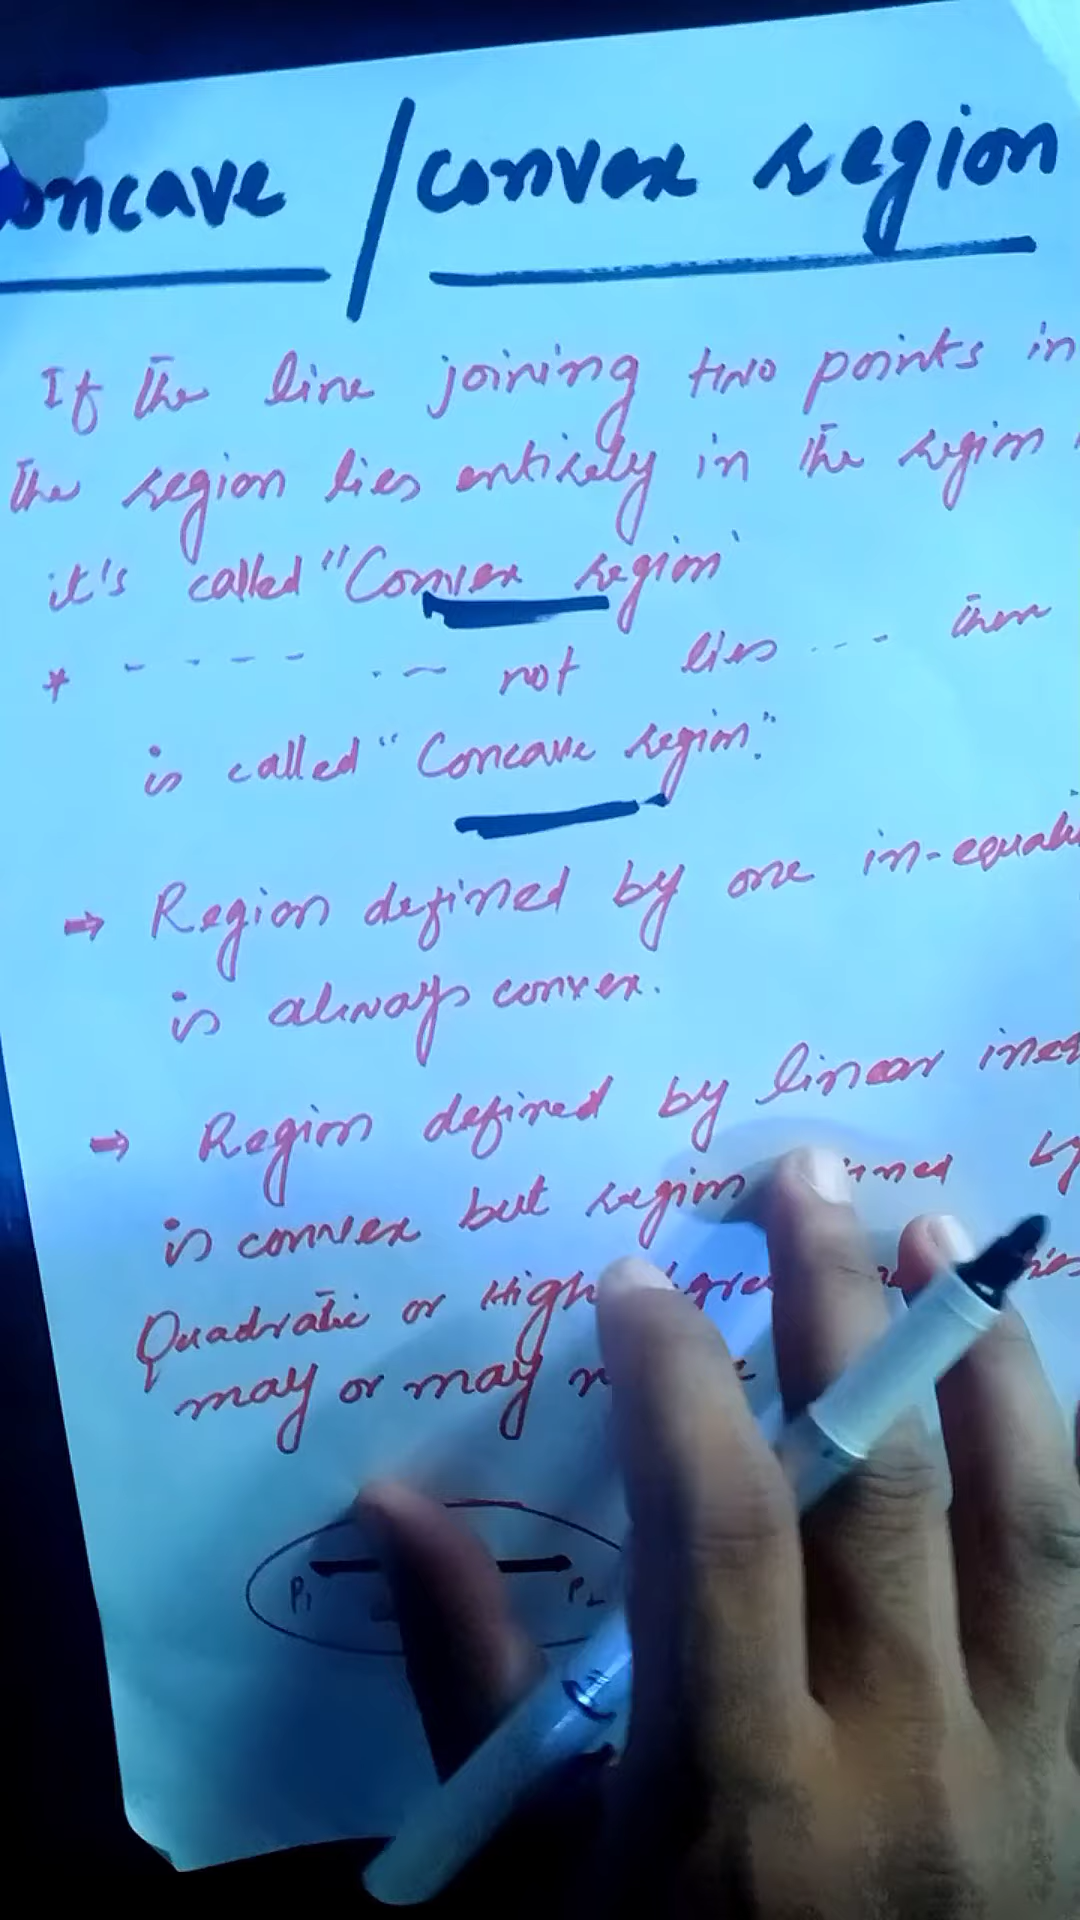 oncave / convex region
If the line joining two points in
the region lies entirely in the region
it's called "Convex region"
* - - - - - - - not lies - - - then
is called "Concave region."
⇒ Region defined by one in-equali
is always convex.
⇒ Region defined by linear ineq
is convex but region by
Quadratic or High
may or may
P1 P2